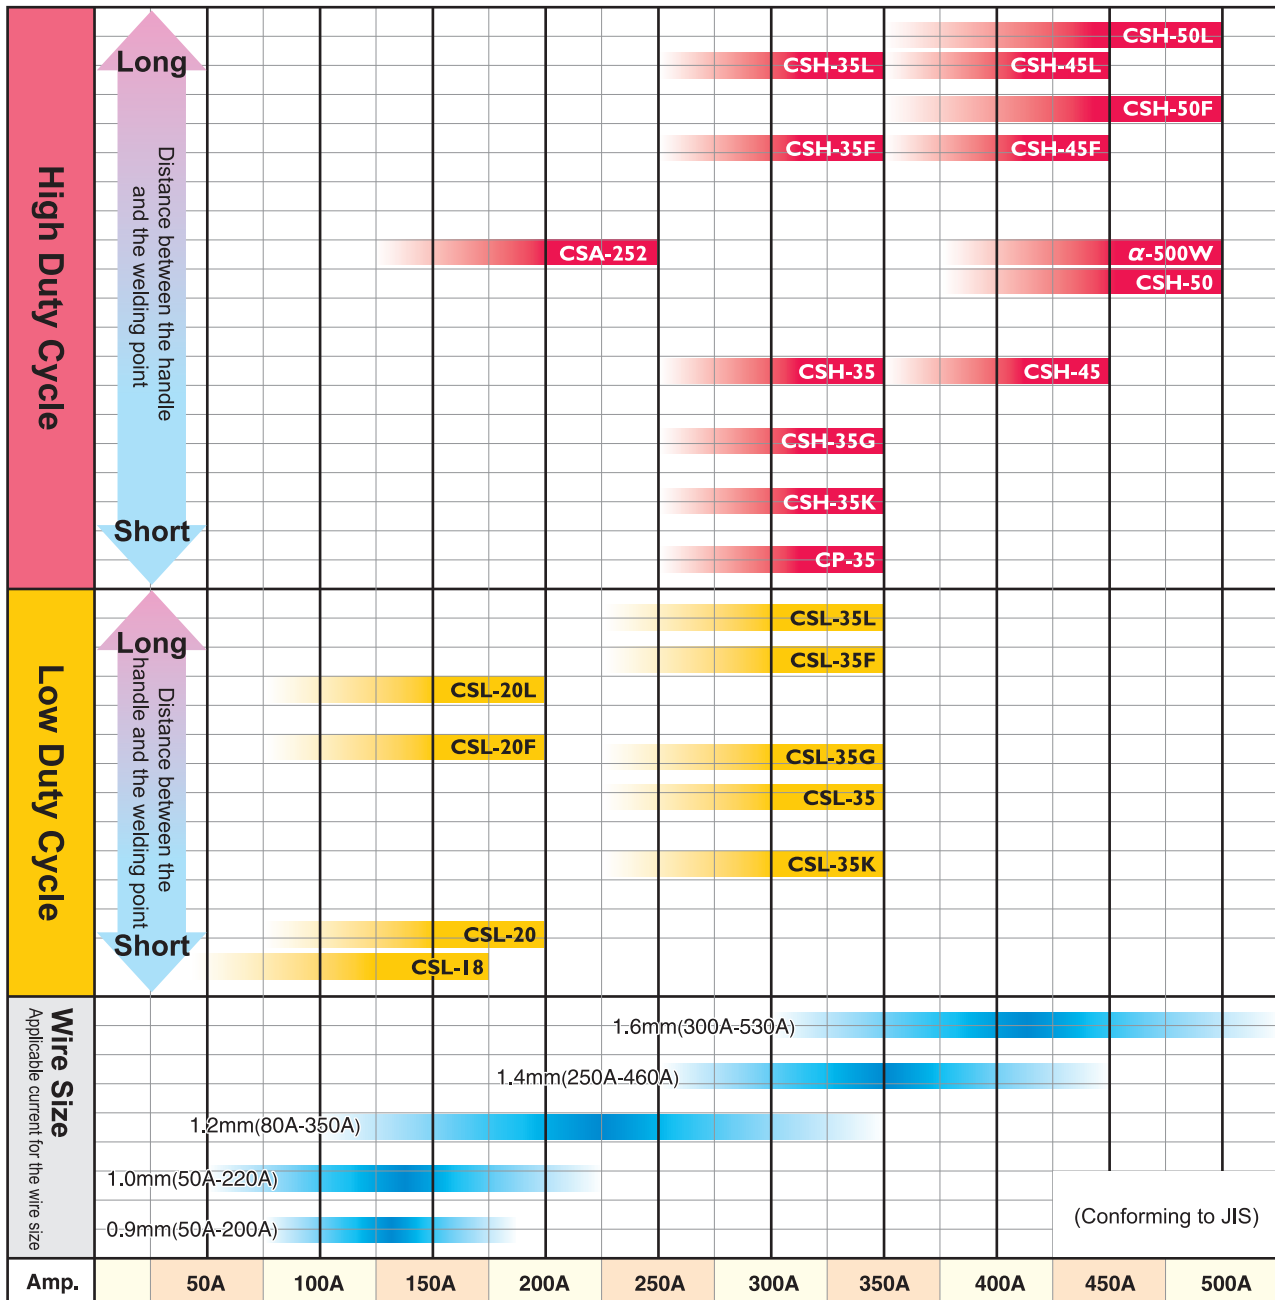 High Duty Cycle
Long
Distance between the handle
and the welding point
Short
CSH-50L
CSH-35L
CSH-45L
CSH-50F
CSH-35F
CSH-45F
CSA-252
α-500W
CSH-50
CSH-35
CSH-45
CSH-35G
CSH-35K
CP-35
Low Duty Cycle
Long
Distance between the
handle and the welding point
Short
CSL-35L
CSL-35F
CSL-20L
CSL-20F
CSL-35G
CSL-35
CSL-35K
CSL-20
CSL-18
Wire Size
Applicable current for the wire size
1.6mm(300A-530A)
1.4mm(250A-460A)
1.2mm(80A-350A)
1.0mm(50A-220A)
0.9mm(50A-200A)
(Conforming to JIS)
Amp. 50A 100A 150A 200A 250A 300A 350A 400A 450A 500A